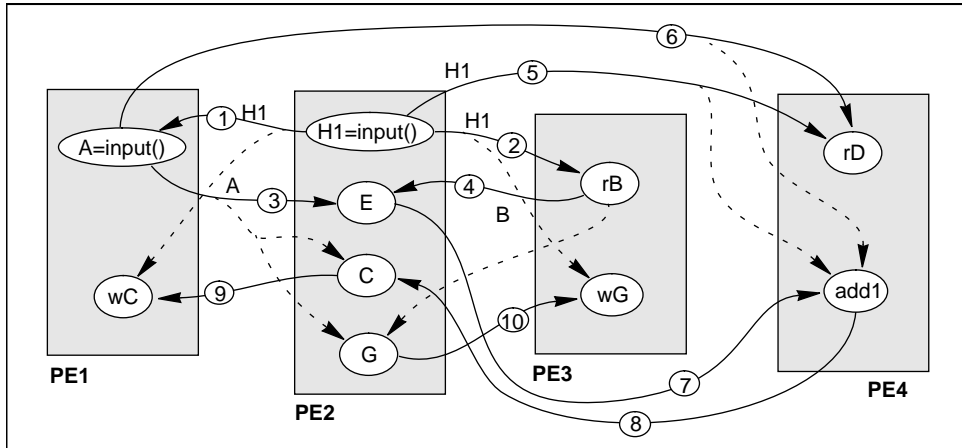 6
H1
5
1
H1
H1=input()
H1
2
A=input()
rD
A
3
E
4
rB
B
C
wC
9
wG
add1
10
G
PE1
PE2
PE3
7
PE4
8